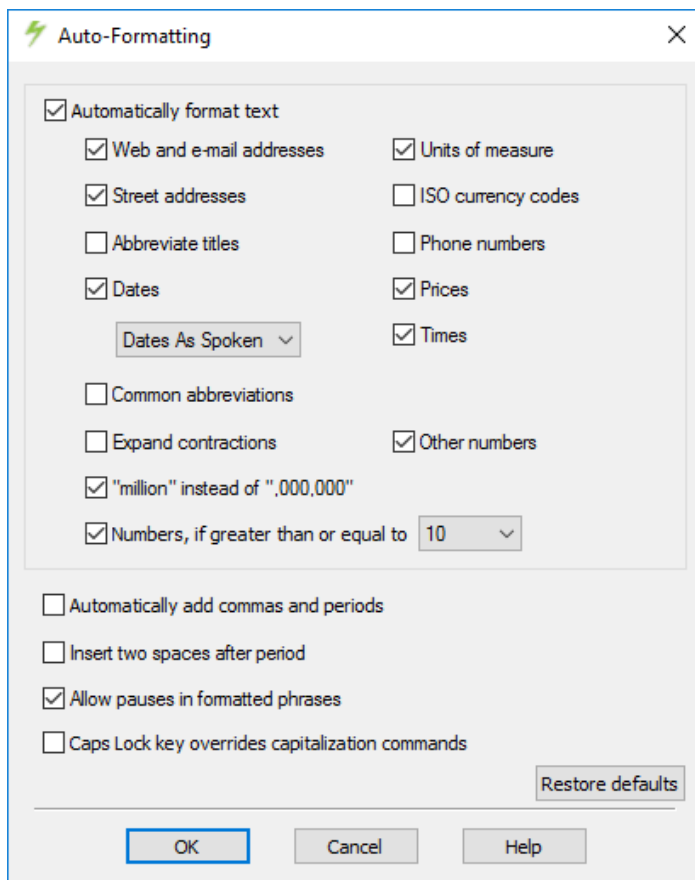 Auto-Formatting
Automatically format text
Web and e-mail addresses
Units of measure
Street addresses
ISO currency codes
Abbreviate titles
Phone numbers
Dates
Prices
Dates As Spoken
Times
Common abbreviations
Expand contractions
Other numbers
"million" instead of ",000,000"
Numbers, if greater than or equal to 10
Automatically add commas and periods
Insert two spaces after period
Allow pauses in formatted phrases
Caps Lock key overrides capitalization commands
Restore defaults
OK
Cancel
Help